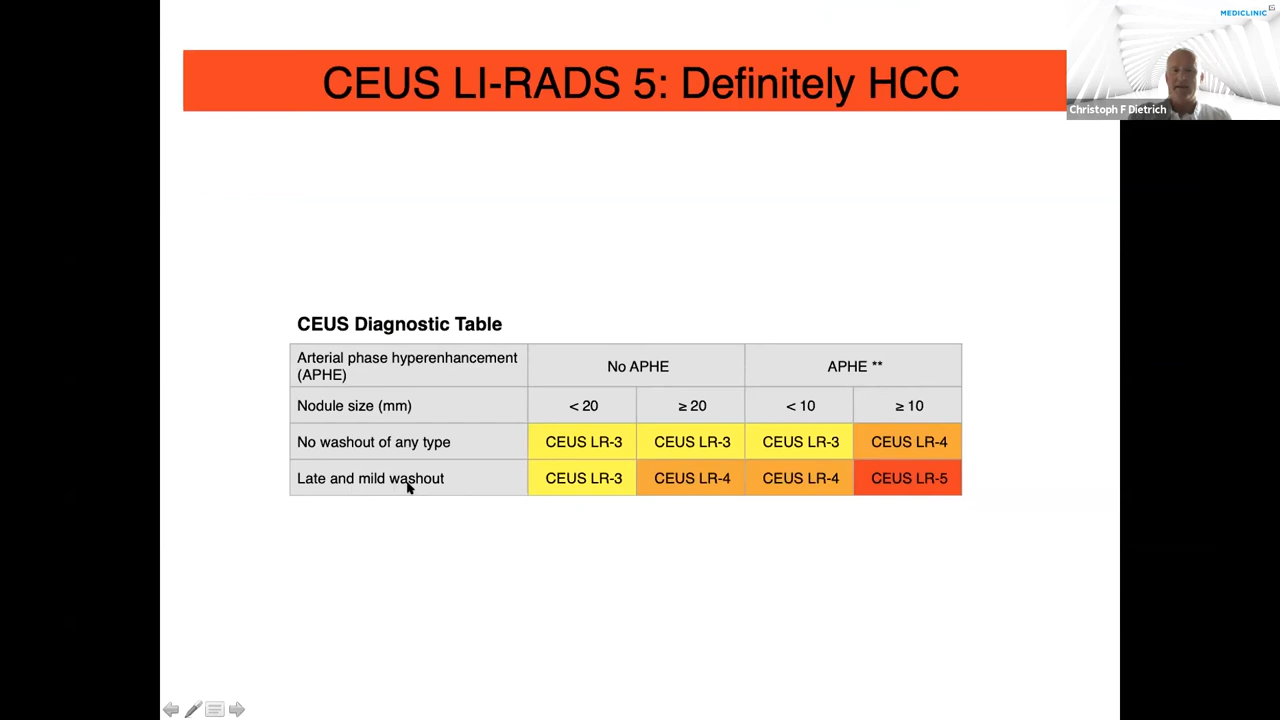 MEDICLINIC
CEUS LI-RADS 5: Definitely HCC
Christoph F Dietrich
CEUS Diagnostic Table
Arterial phase hyperenhancement (APHE) No APHE APHE **
Nodule size (mm) < 20 ≥ 20 < 10 ≥ 10
No washout of any type CEUS LR-3 CEUS LR-3 CEUS LR-3 CEUS LR-4
Late and mild washout CEUS LR-3 CEUS LR-4 CEUS LR-4 CEUS LR-5